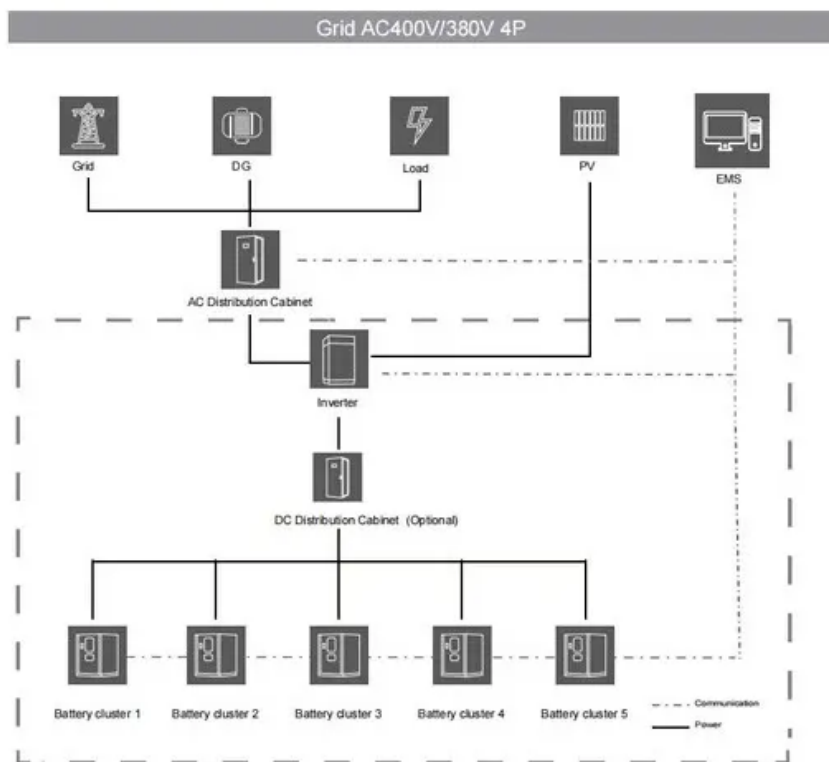 Grid AC400V/380V 4P
Grid
DG
Load
PV
EMS
AC Distribution Cabinet
Inverter
DC Distribution Cabinet (Optional)
Battery cluster 1
Battery cluster 2
Battery cluster 3
Battery cluster 4
Battery cluster 5
Communication
Power